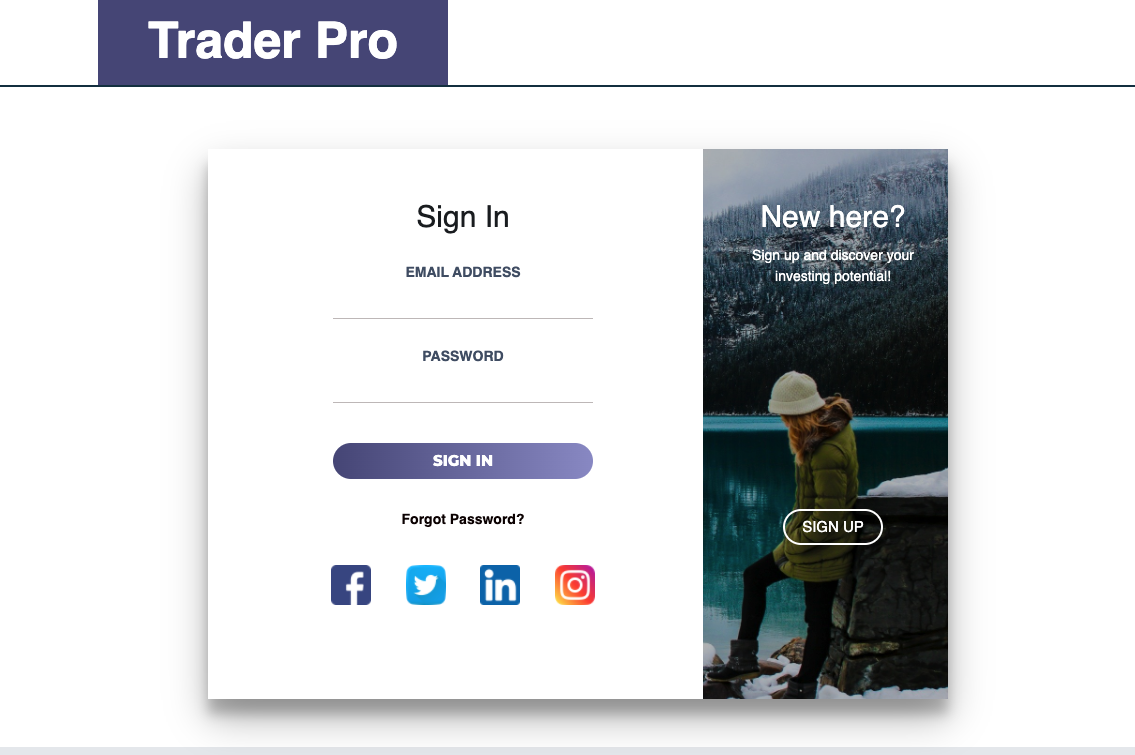 Trader Pro
Sign In
EMAIL ADDRESS
PASSWORD
SIGN IN
Forgot Password?
New here?
Sign up and discover your
investing potential!
SIGN UP